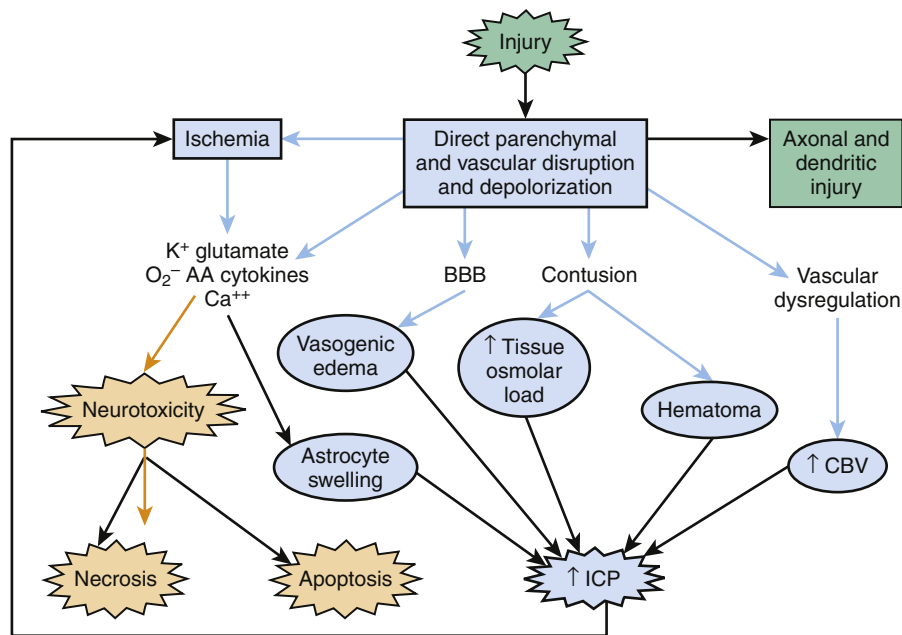 Injury
Ischemia
Direct parenchymal
and vascular disruption
and depolorization
Axonal and
dendritic
injury
K⁺ glutamate
O₂⁻ AA cytokines
Ca⁺⁺
BBB
Contusion
Vascular
dysregulation
Vasogenic
edema
↑ Tissue
osmolar
load
Neurotoxicity
Hematoma
Astrocyte
swelling
↑ CBV
Necrosis
Apoptosis
↑ ICP